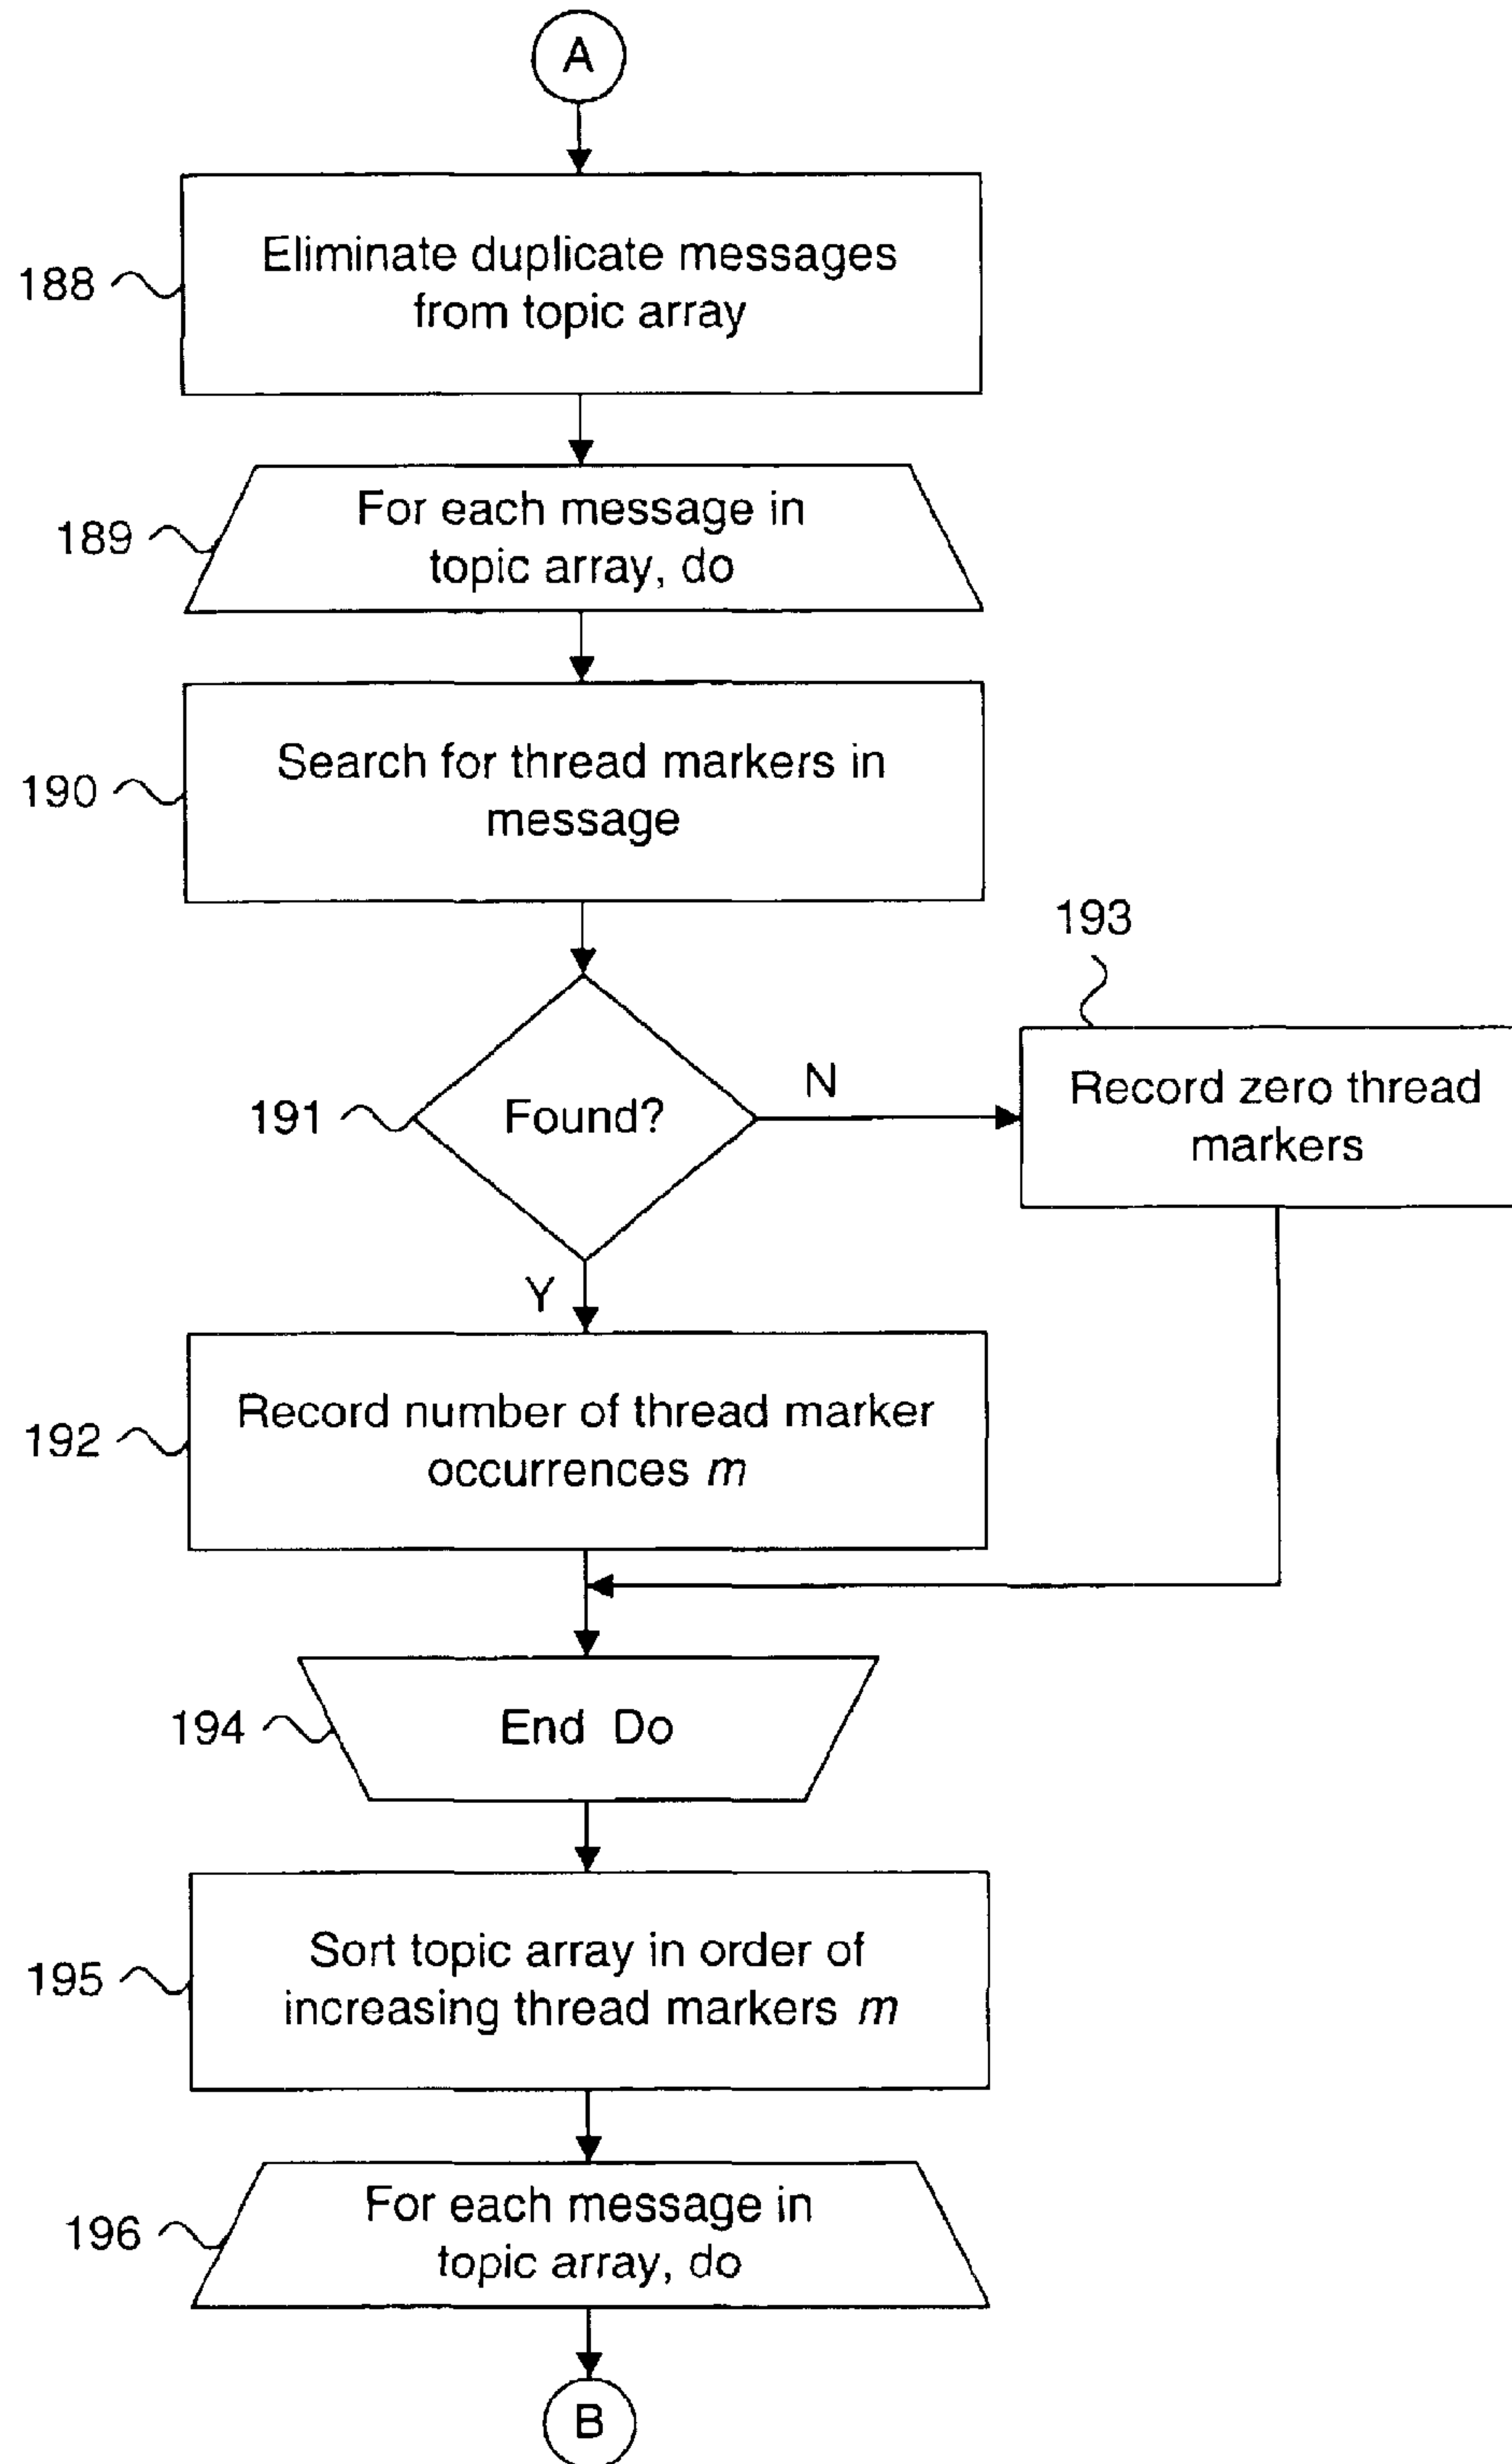 A
188
Eliminate duplicate messages
from topic array
189
For each message in
topic array, do
190
Search for thread markers in
message
193
191
Found?
N
Record zero thread
markers
Y
192
Record number of thread marker
occurrences m
194
End Do
195
Sort topic array in order of
increasing thread markers m
196
For each message in
topic array, do
B